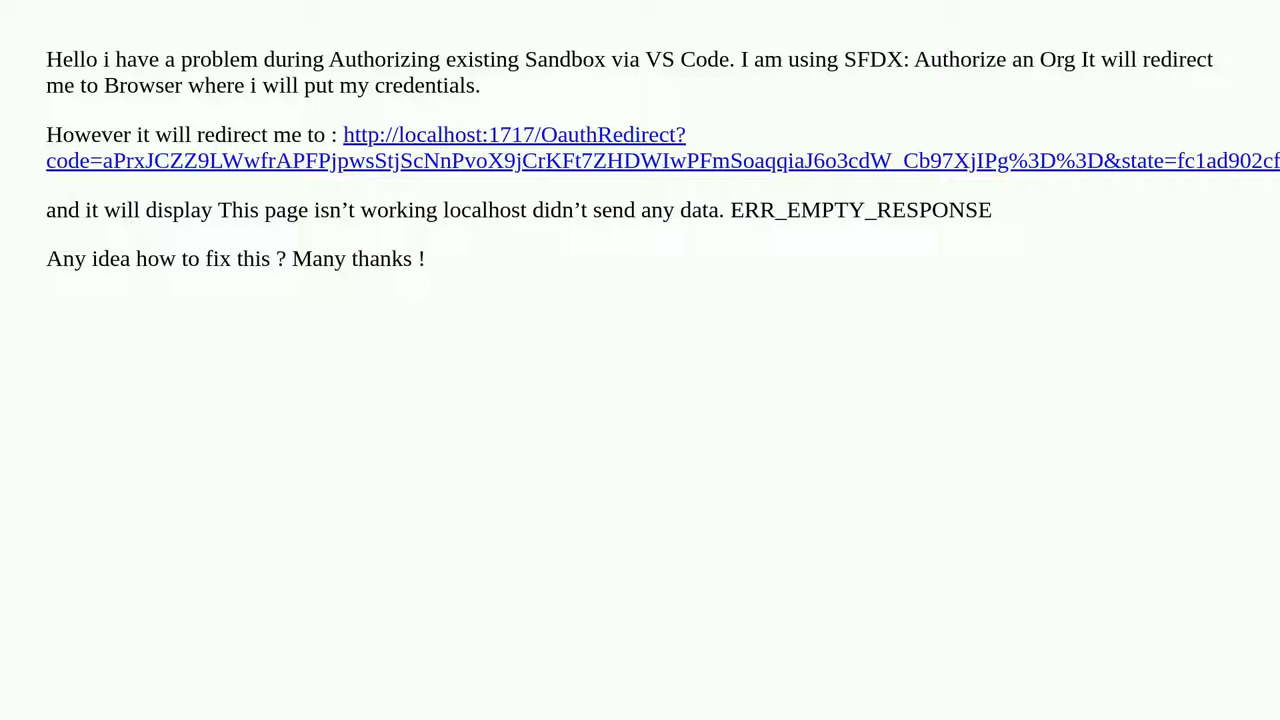 Hello i have a problem during Authorizing existing Sandbox via VS Code. I am using SFDX: Authorize an Org It will redirect
me to Browser where i will put my credentials.
However it will redirect me to : http://localhost:1717/OauthRedirect?
code=aPrxJCZZ9LWwfrAPFPjpwsStjScNnPvoX9jCrKFt7ZHDWIwPFmSoaqqiaJ6o3cdW_Cb97XjIPg%3D%3D&state=fc1ad902cf
and it will display This page isn’t working localhost didn’t send any data. ERR_EMPTY_RESPONSE
Any idea how to fix this ? Many thanks !